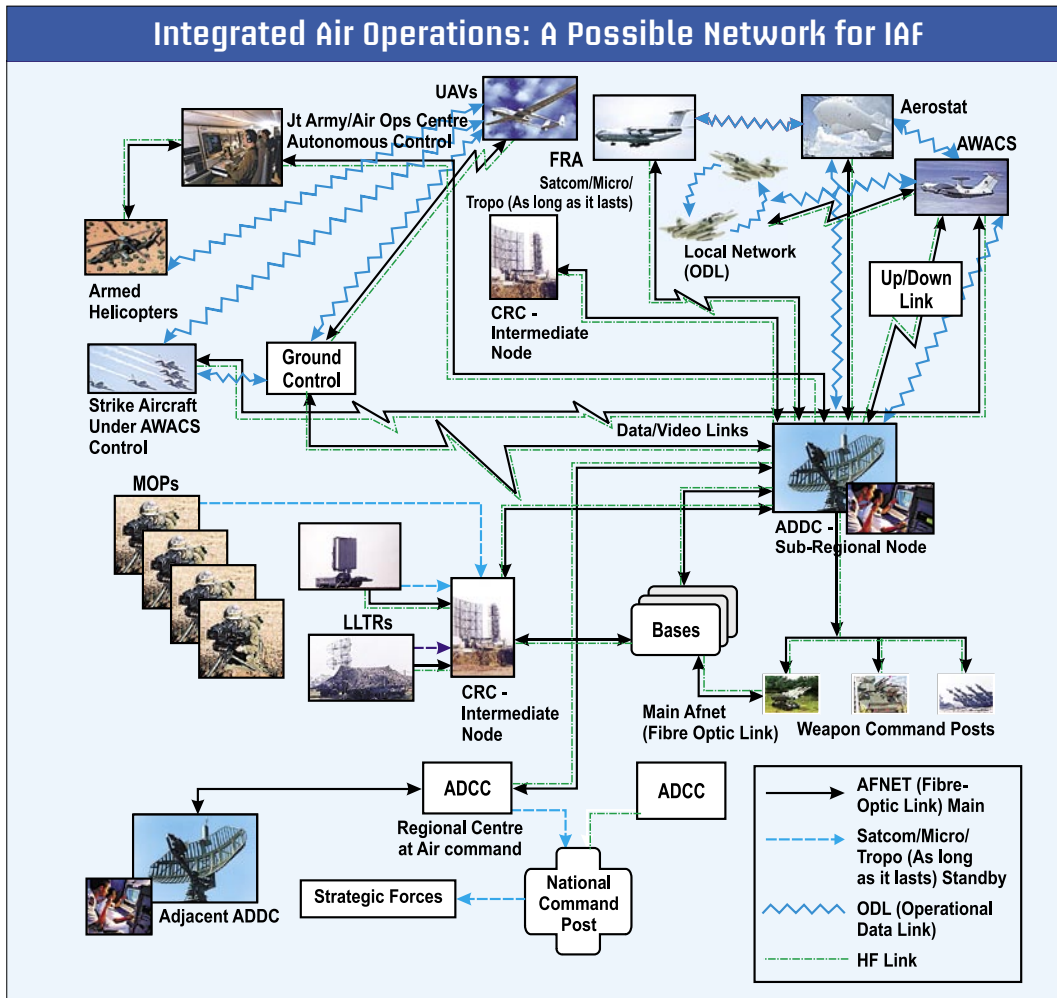 Integrated Air Operations: A Possible Network for IAF
UAVs
Jt Army/Air Ops Centre
Autonomous Control
Aerostat
AWACS
FRA
Satcom/Micro/
Tropo (As long as it lasts)
Local Network
(ODL)
Up/Down
Link
Armed
Helicopters
CRC -
Intermediate
Node
Ground
Control
Strike Aircraft
Under AWACS
Control
Data/Video Links
MOPs
ADDC -
Sub-Regional Node
LLTRs
Bases
CRC -
Intermediate
Node
Main Afnet
(Fibre Optic Link)
Weapon Command Posts
ADCC
Regional Centre
at Air command
ADCC
Adjacent ADDC
Strategic Forces
National
Command
Post
AFNET (Fibre-
Optic Link) Main
Satcom/Micro/
Tropo (As long
as it lasts) Standby
ODL (Operational
Data Link)
HF Link